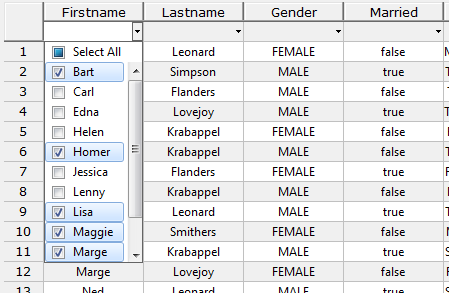 Firstname Lastname Gender Married
1 Select All Leonard FEMALE false
2 Bart Simpson MALE true
3 Carl Flanders MALE false
4 Edna Lovejoy MALE true
5 Helen Krabappel FEMALE false
6 Homer Krabappel MALE true
7 Jessica Flanders FEMALE false
8 Lenny Krabappel MALE false
9 Lisa Leonard MALE true
10 Maggie Smithers FEMALE false
11 Marge Krabappel MALE true
12 Marge Lovejoy FEMALE false
13 Ned Leonard MALE true